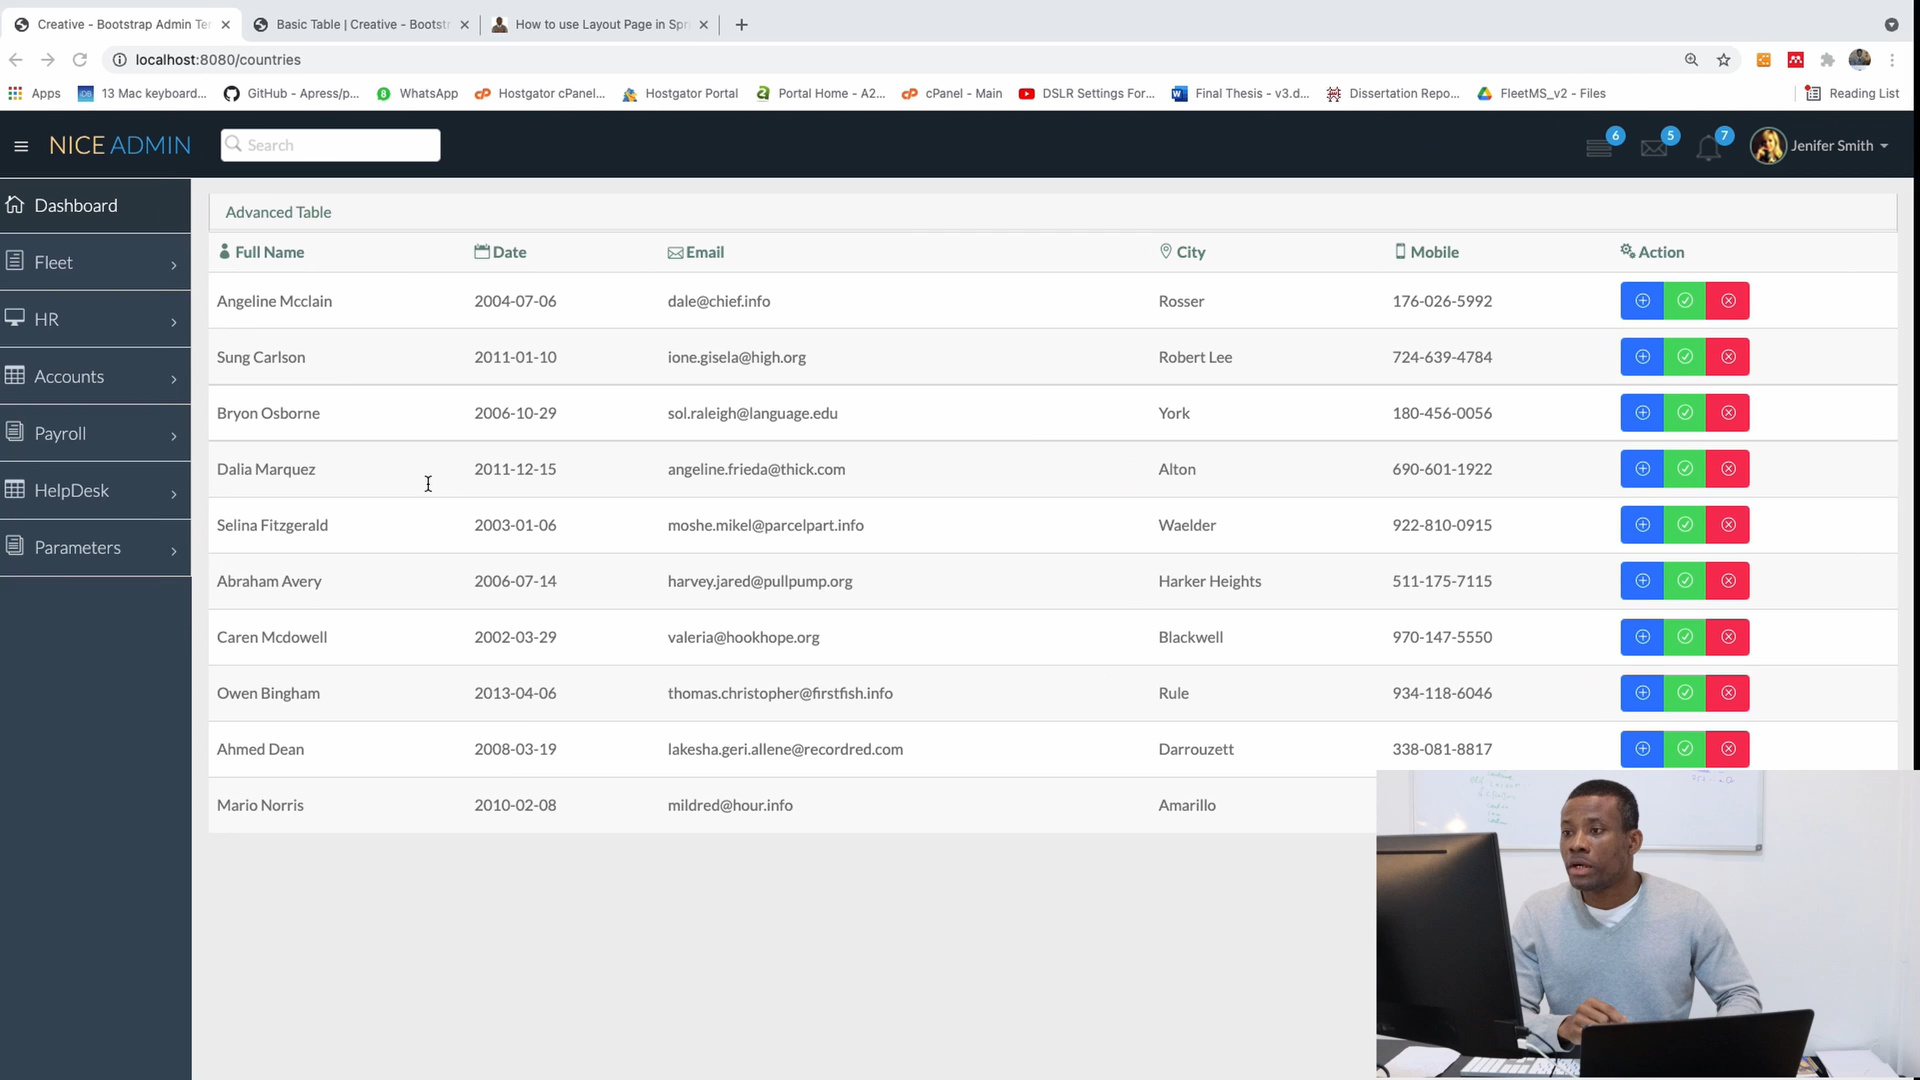 Creative - Bootstrap Admin Ter
Basic Table | Creative - Bootstr
How to use Layout Page in Spr
localhost:8080/countries
Apps
13 Mac keyboard...
GitHub - Apress/p...
WhatsApp
Hostgator cPanel...
Hostgator Portal
Portal Home - A2...
cPanel - Main
DSLR Settings For...
Final Thesis - v3.d...
Dissertation Repo...
FleetMS_v2 - Files
Reading List
NICE ADMIN
Search
6
5
7
Jenifer Smith
Dashboard
Fleet
HR
Accounts
Payroll
HelpDesk
Parameters
Advanced Table
Full Name Date Email City Mobile Action
Angeline Mcclain 2004-07-06 dale@chief.info Rosser 176-026-5992
Sung Carlson 2011-01-10 ione.gisela@high.org Robert Lee 724-639-4784
Bryon Osborne 2006-10-29 sol.raleigh@language.edu York 180-456-0056
Dalia Marquez 2011-12-15 angeline.frieda@thick.com Alton 690-601-1922
Selina Fitzgerald 2003-01-06 moshe.mikel@parcelpart.info Waelder 922-810-0915
Abraham Avery 2006-07-14 harvey.jared@pullpump.org Harker Heights 511-175-7115
Caren Mcdowell 2002-03-29 valeria@hookhope.org Blackwell 970-147-5550
Owen Bingham 2013-04-06 thomas.christopher@firstfish.info Rule 934-118-6046
Ahmed Dean 2008-03-19 lakesha.geri.allene@recordred.com Darrouzett 338-081-8817
Mario Norris 2010-02-08 mildred@hour.info Amarillo